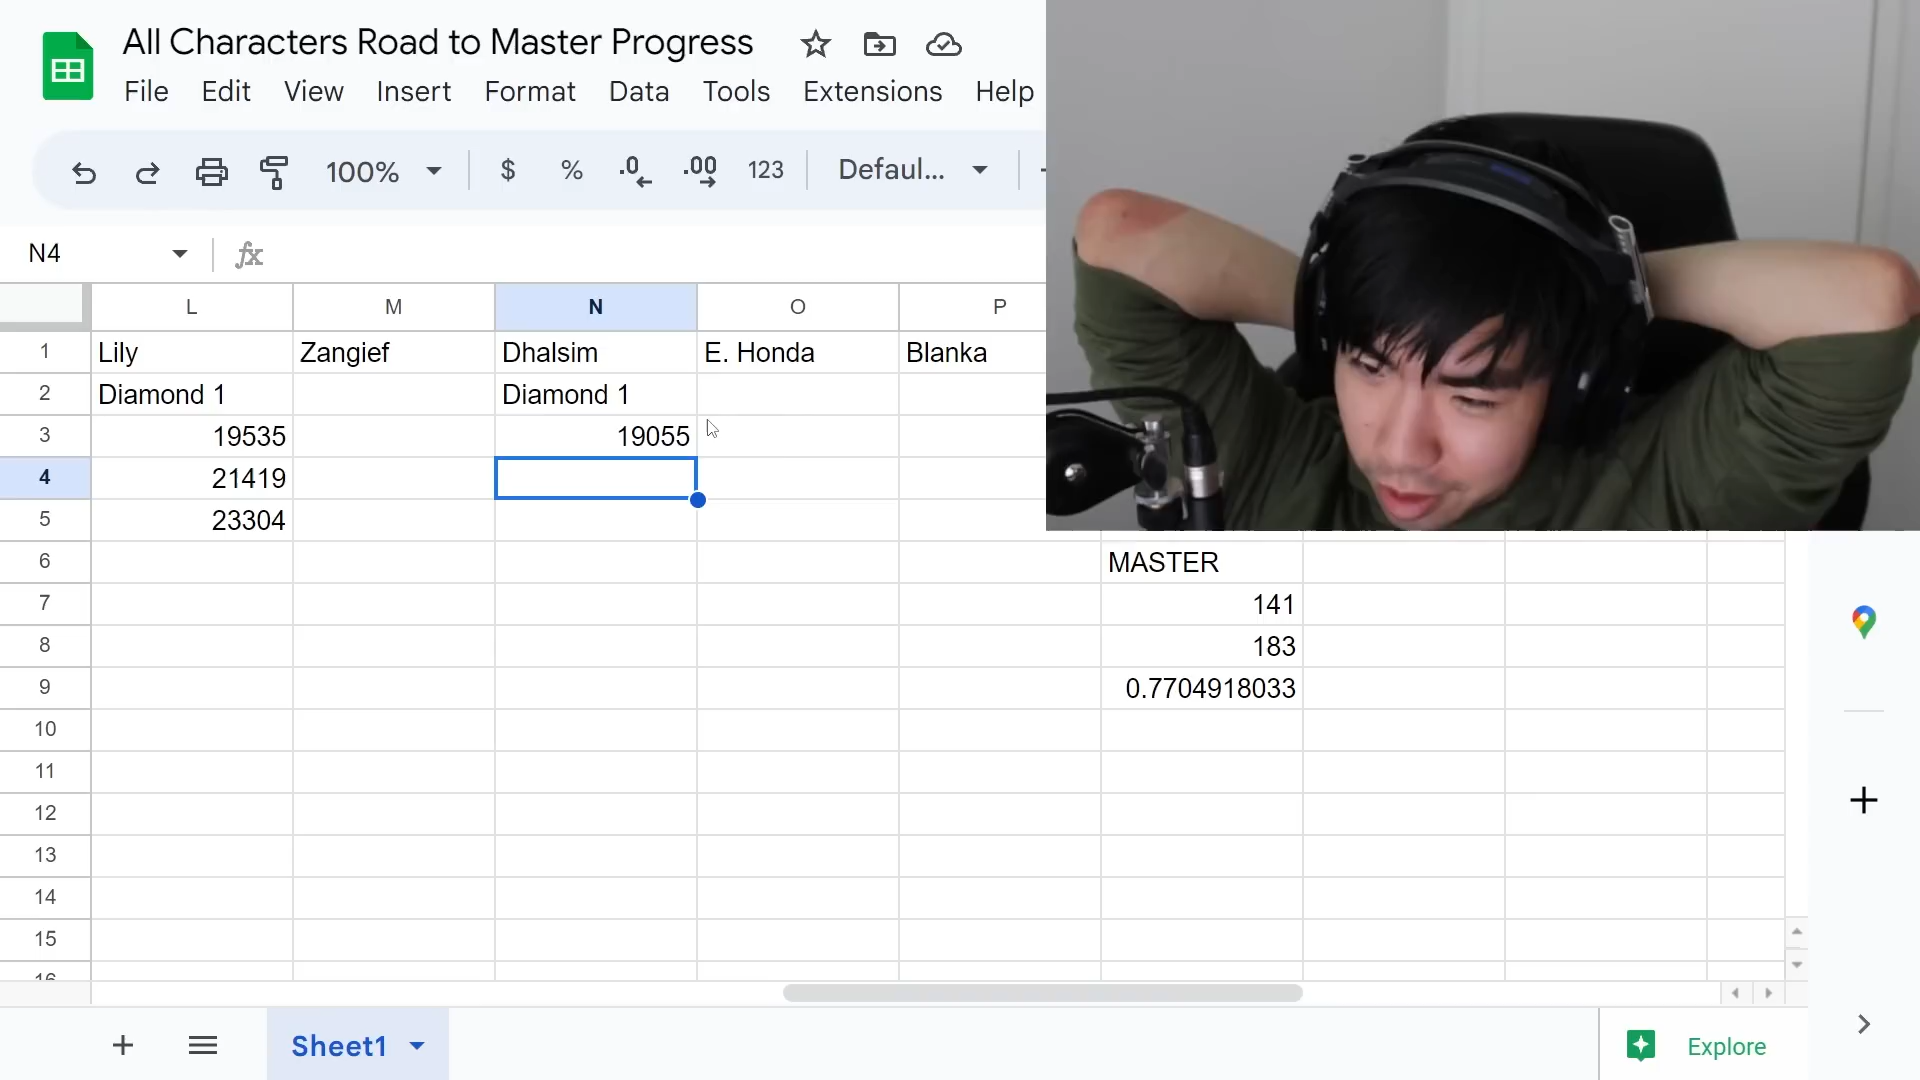 All Characters Road to Master Progress
File Edit View Insert Format Data Tools Extensions Help
100% $ % .0 .00 123 Defaul...
N4 fx
L M N O P
1 Lily Zangief Dhalsim E. Honda Blanka
2 Diamond 1 Diamond 1
3 19535 19055
4 21419
5 23304
6 MASTER
7 141
8 183
9 0.7704918033
10
11
12
13
14
15
16
Sheet1 Explore